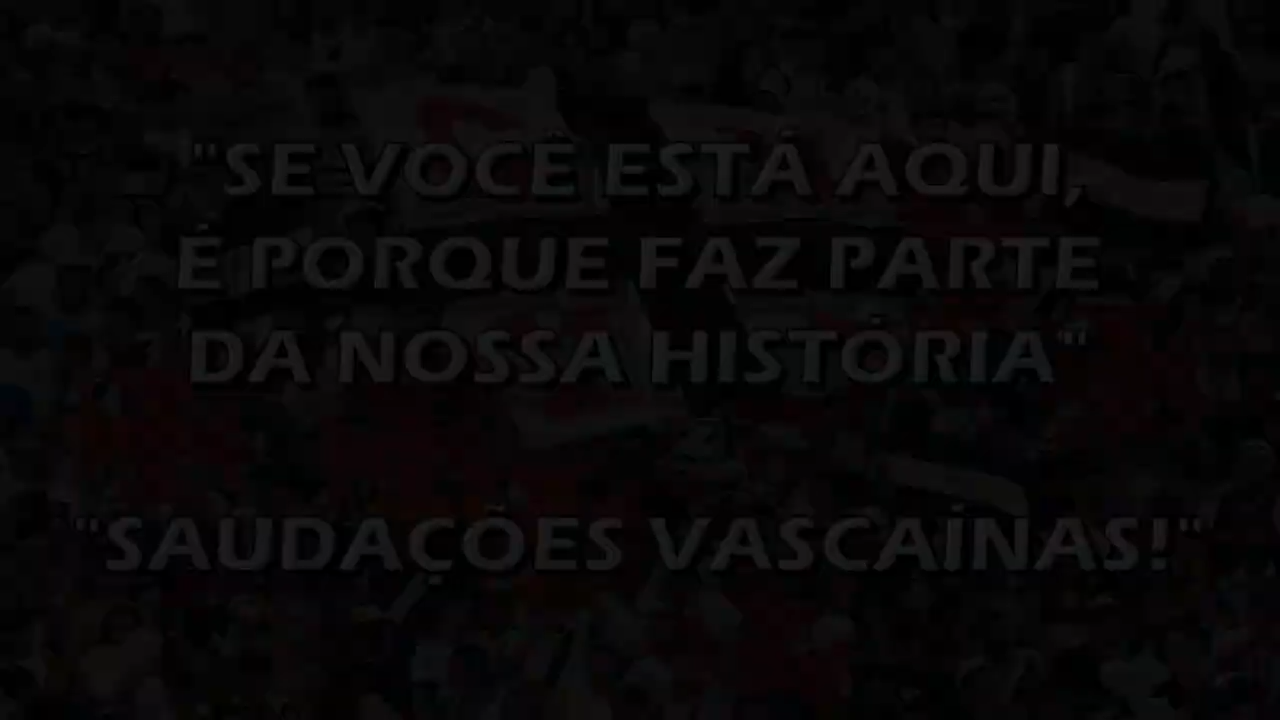 "SE VOCÊ ESTÁ AQUI,
É PORQUE FAZ PARTE
DA NOSSA HISTÓRIA"
"SAUDAÇÕES VASCAÍNAS!"